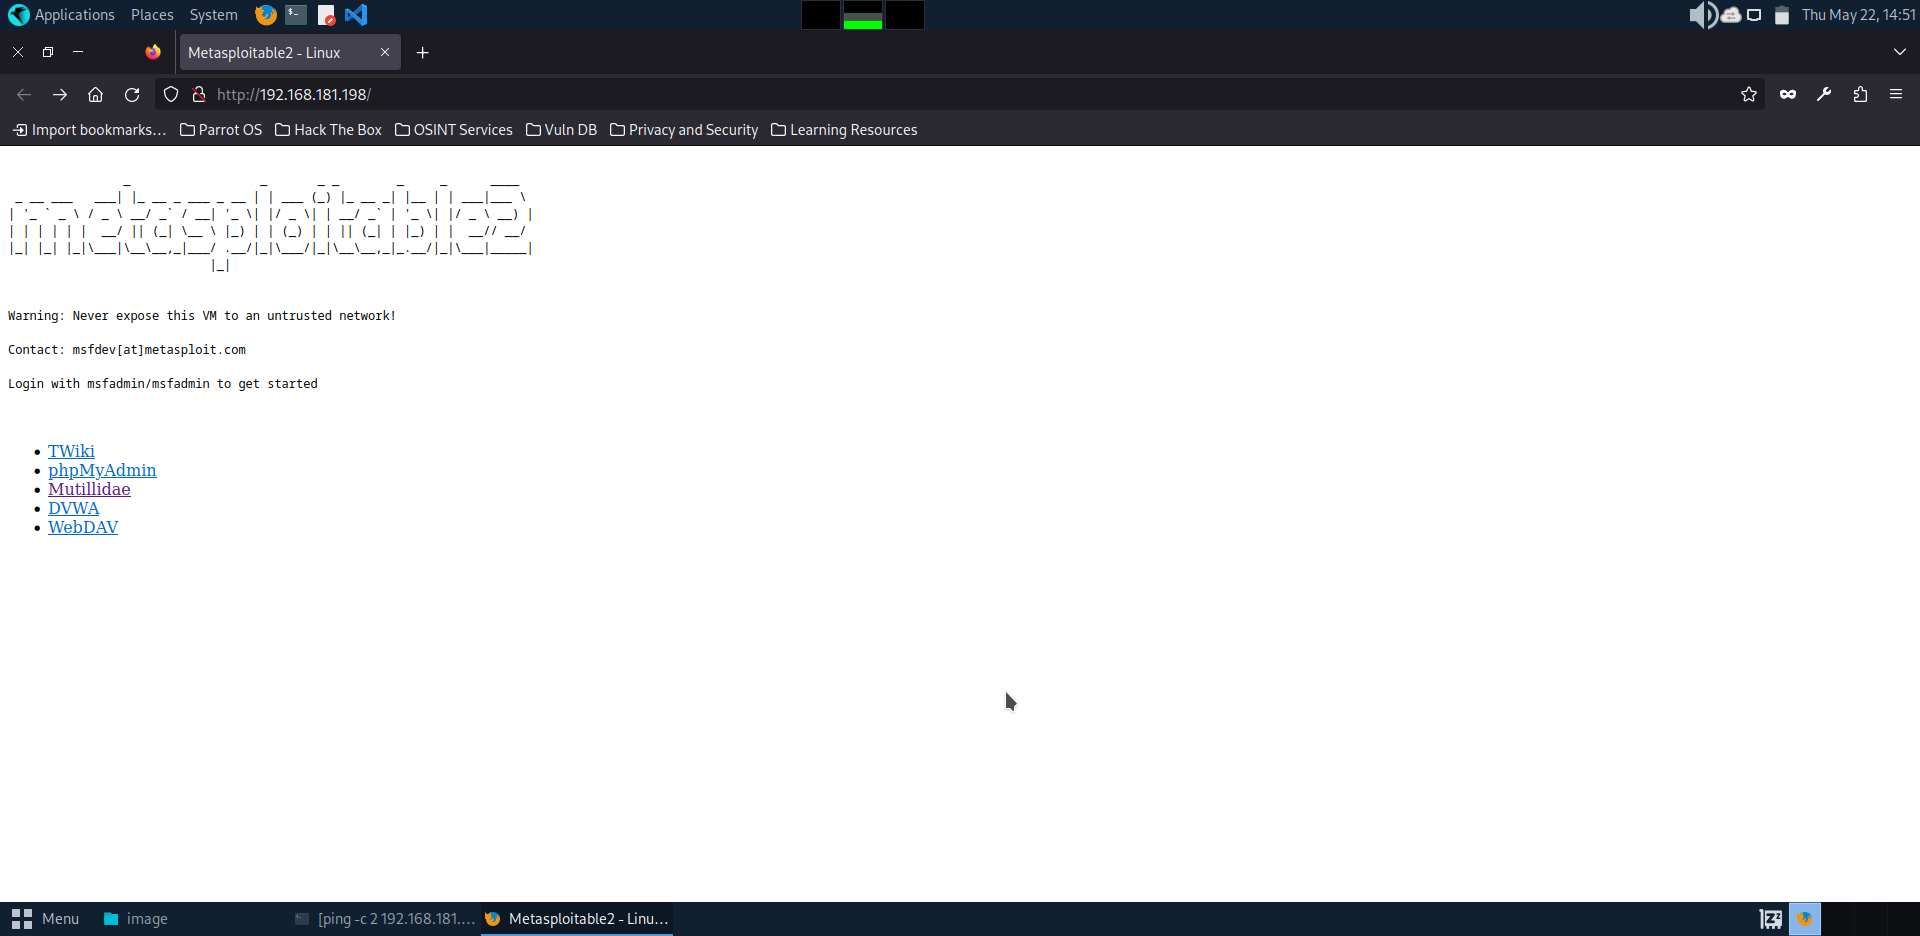 Applications Places System Thu May 22, 14:51
Metasploitable2 - Linux
http://192.168.181.198/
Import bookmarks... Parrot OS Hack The Box OSINT Services Vuln DB Privacy and Security Learning Resources
metasploitable2
Warning: Never expose this VM to an untrusted network!
Contact: msfdev[at]metasploit.com
Login with msfadmin/msfadmin to get started
TWiki
phpMyAdmin
Mutillidae
DVWA
WebDAV
Menu image [ping -c 2 192.168.181.... Metasploitable2 - Linu...